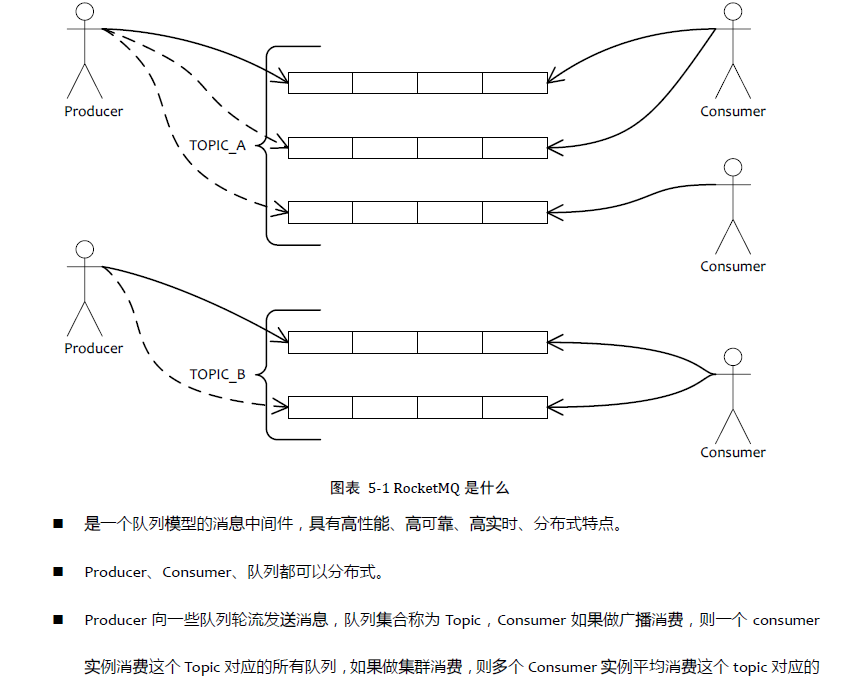 Producer
Consumer
TOPIC_A
Consumer
Producer
TOPIC_B
Consumer
图表 5-1 RocketMQ 是什么
■ 是一个队列模型的消息中间件，具有高性能、高可靠、高实时、分布式特点。
■ Producer、Consumer、队列都可以分布式。
■ Producer 向一些队列轮流发送消息，队列集合称为 Topic，Consumer 如果做广播消费，则一个 consumer
实例消费这个 Topic 对应的所有队列，如果做集群消费，则多个 Consumer 实例平均消费这个 topic 对应的